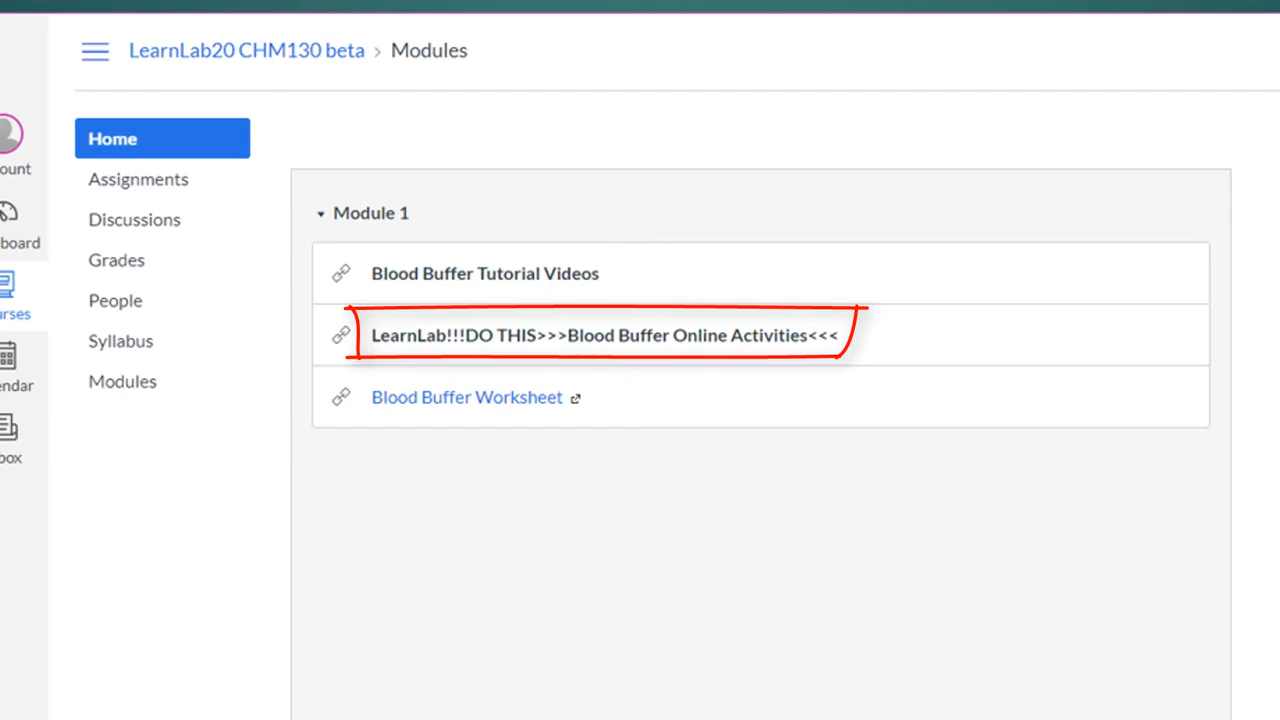 LearnLab20 CHM130 beta > Modules
Home
Assignments
Discussions
Grades
People
Syllabus
Modules
ount
board
urses
endar
box
Module 1
Blood Buffer Tutorial Videos
LearnLab!!!DO THIS>>>Blood Buffer Online Activities<<<
Blood Buffer Worksheet